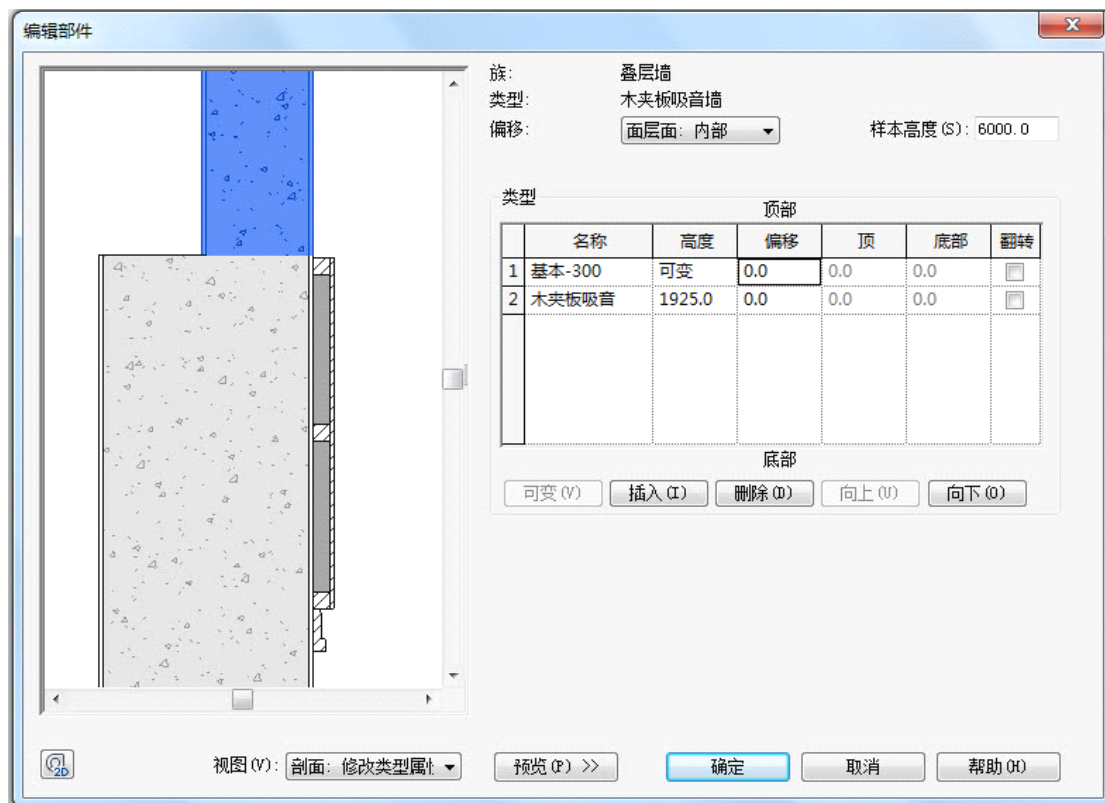 编辑部件
族: 叠层墙
类型: 木夹板吸音墙
偏移: 面层面: 内部 样本高度(S): 6000.0
类型
顶部
名称 高度 偏移 顶 底部 翻转
1 基本-300 可变 0.0 0.0 0.0
2 木夹板吸音 1925.0 0.0 0.0 0.0
底部
可变(V) 插入(I) 删除(D) 向上(U) 向下(O)
2D 视图(V): 剖面: 修改类型属 预览(P) >> 确定 取消 帮助(H)